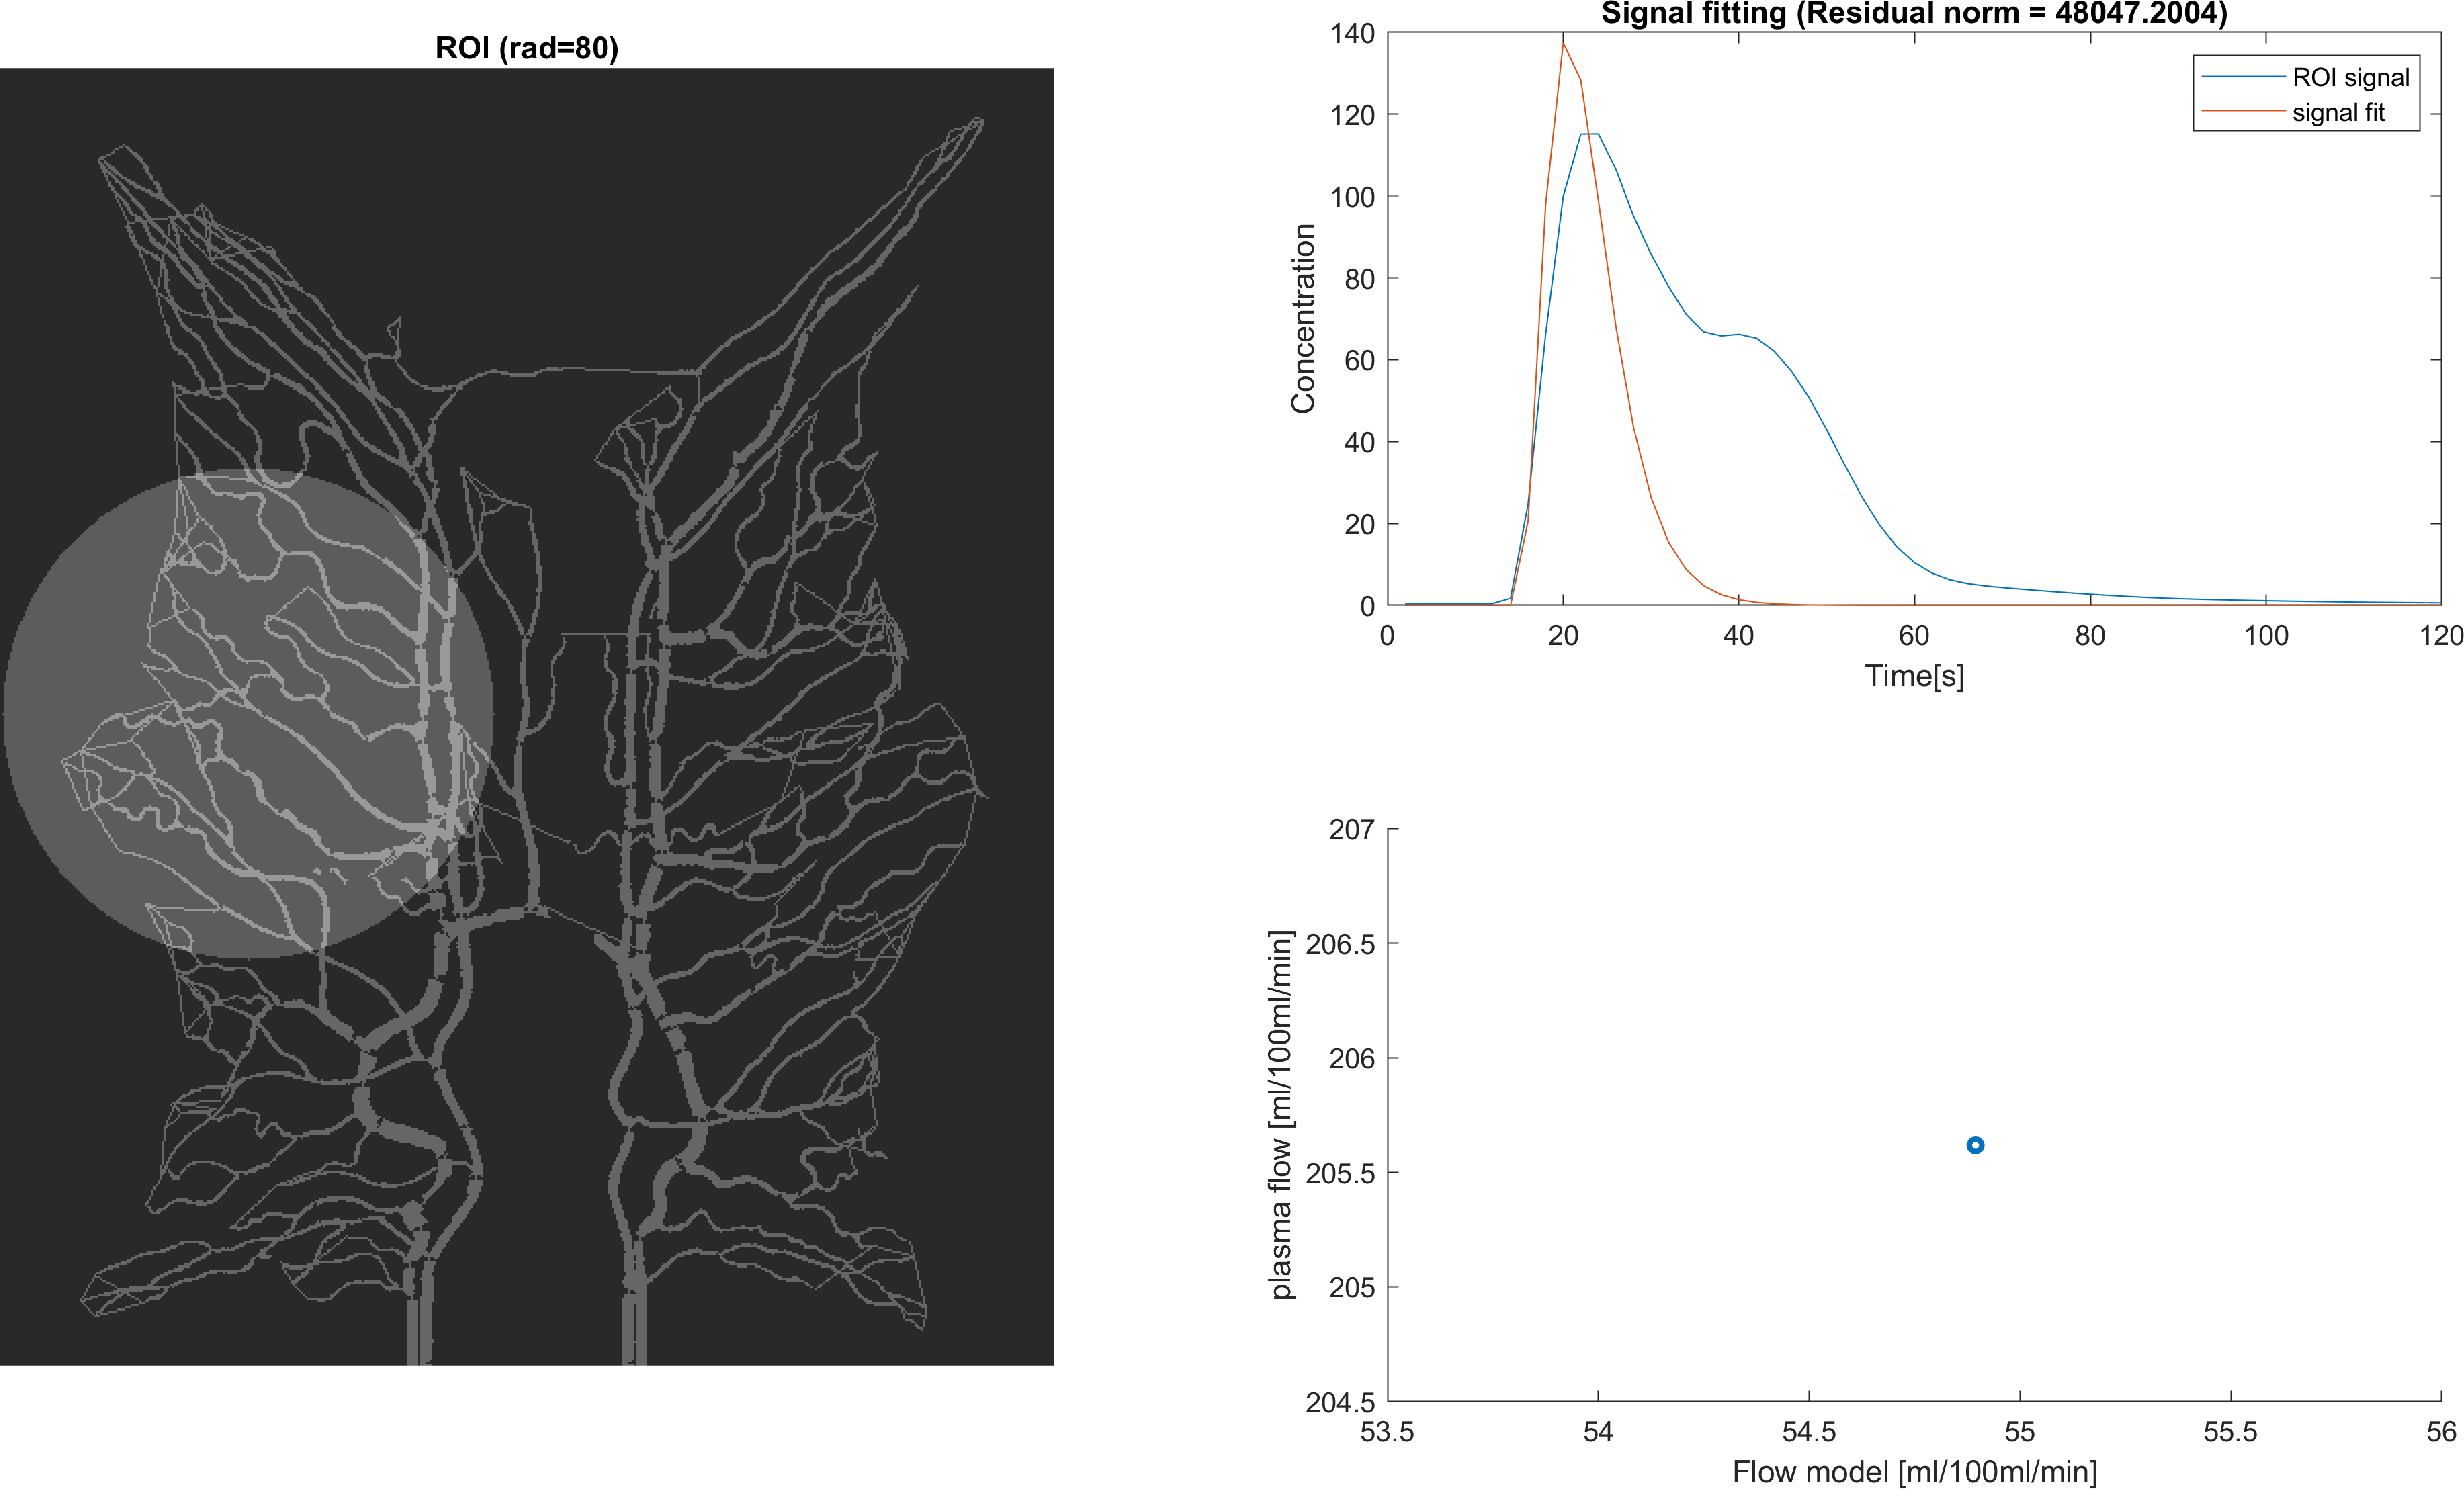 ROI (rad=80)
Signal fitting (Residual norm = 48047.2004)
140
120
100
80
60
40
20
0
Concentration
ROI signal
signal fit
0 20 40 60 80 100 120
Time[s]
207
206.5
206
205.5
205
204.5
plasma flow [ml/100ml/min]
53.5 54 54.5 55 55.5 56
Flow model [ml/100ml/min]